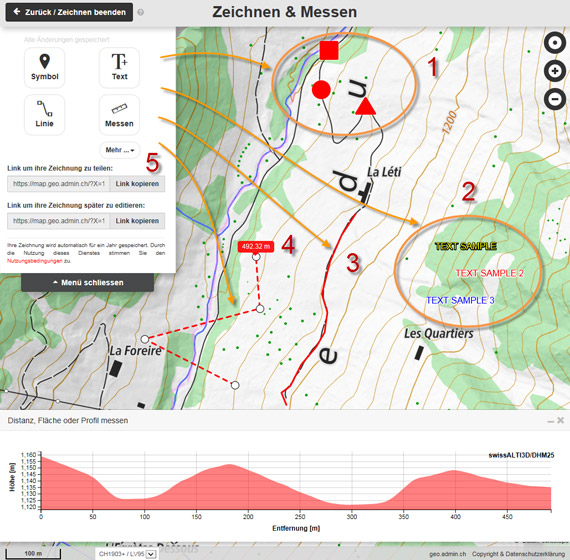 Zurück / Zeichnen beenden
Zeichnen & Messen
Alle Änderungen gespeichert
Symbol
Text
Linie
Messen
Mehr ...
Link um ihre Zeichnung zu teilen:
https://map.geo.admin.ch/?X=1 Link kopieren
Link um ihre Zeichnung später zu editieren:
https://map.geo.admin.ch/?X=1 Link kopieren
Ihre Zeichnung wird automatisch für ein Jahr gespeichert. Durch
die Nutzung dieses Dienstes stimmen Sie den
Nutzungsbedingungen zu.
Menü schliessen
1
2
3
4
5
n
d
e
1200
La Léti
TEXT SAMPLE
TEXT SAMPLE 2
TEXT SAMPLE 3
492.32 m
La Foreire
Les Quartiers
Distanz, Fläche oder Profil messen
swissALTI3D/DHM25
Höhe [m]
1,160
1,155
1,150
1,145
1,140
1,135
1,130
1,125
1,120
0 50 100 150 200 250 300 350 400 450
Entfernung [m]
100 m
CH1903+ / LV95
geo.admin.ch Copyright & Datenschutzerklärung